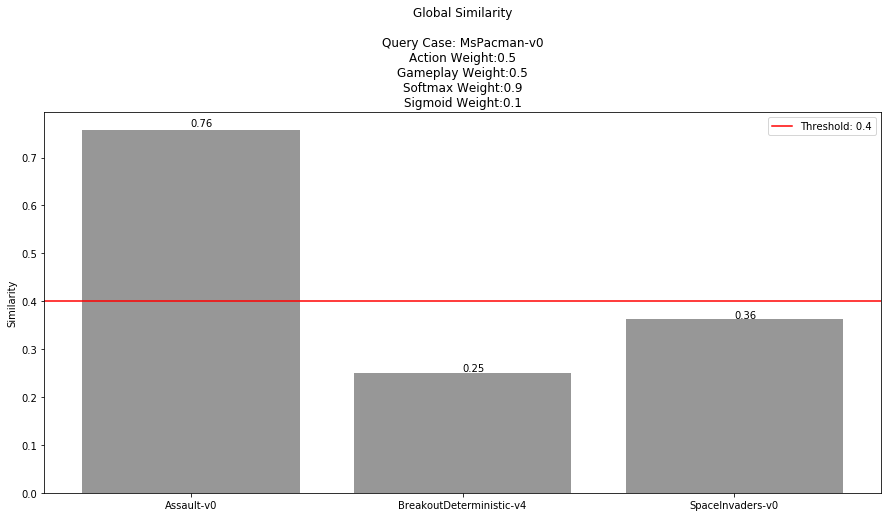 Global Similarity
Query Case: MsPacman-v0
Action Weight:0.5
Gameplay Weight:0.5
Softmax Weight:0.9
Sigmoid Weight:0.1
Threshold: 0.4
0.76
0.25
0.36
Similarity
0.7
0.6
0.5
0.4
0.3
0.2
0.1
0.0
Assault-v0
BreakoutDeterministic-v4
SpaceInvaders-v0